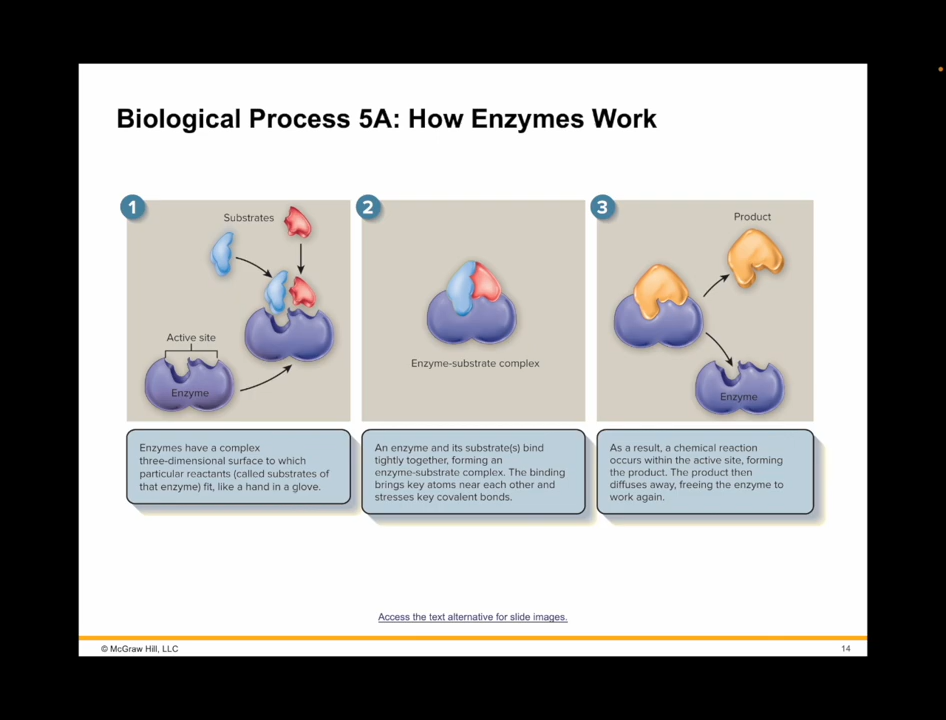 Biological Process 5A: How Enzymes Work
1
Substrates
Active site
Enzyme
Enzymes have a complex
three-dimensional surface to which
particular reactants (called substrates of
that enzyme) fit, like a hand in a glove.
2
Enzyme-substrate complex
An enzyme and its substrate(s) bind
tightly together, forming an
enzyme-substrate complex. The binding
brings key atoms near each other and
stresses key covalent bonds.
3
Product
Enzyme
As a result, a chemical reaction
occurs within the active site, forming
the product. The product then
diffuses away, freeing the enzyme to
work again.
Access the text alternative for slide images.
© McGraw Hill, LLC
14